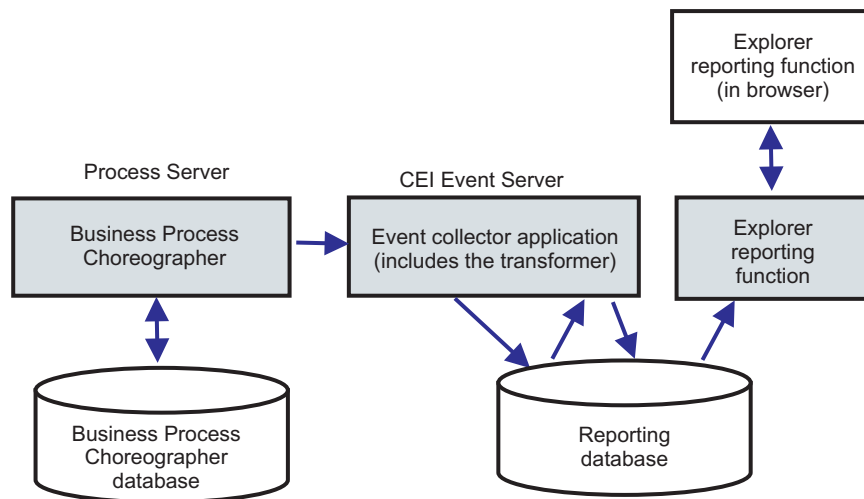 Explorer
reporting function
(in browser)
Process Server
CEI Event Server
Business Process
Choreographer
Event collector application
(includes the transformer)
Explorer
reporting
function
Business Process
Choreographer
database
Reporting
database